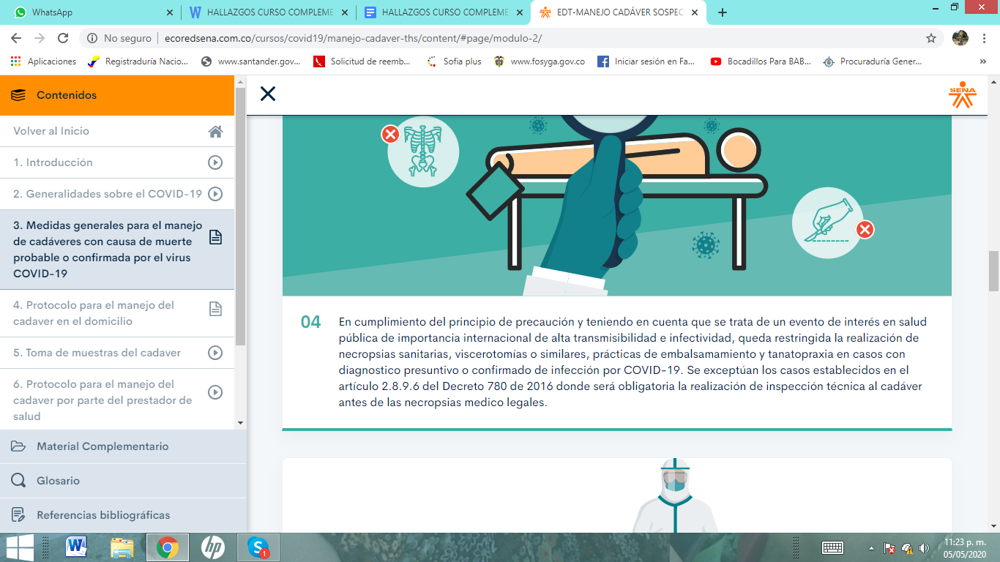 WhatsApp
HALLAZGOS CURSO COMPLEME
HALLAZGOS CURSO COMPLEME
EDT-MANEJO CADÁVER SOSPEC
No seguro
ecoredsena.com.co/cursos/covid19/manejo-cadaver-ths/content/#page/modulo-2/
Aplicaciones
Registraduría Nacio...
www.santander.gov...
Solicitud de reemb...
Sofia plus
www.fosyga.gov.co
Iniciar sesión en Fa...
Bocadillos Para BAB...
Procuraduría Gener...
»
Contenidos
SENA
Volver al Inicio
1. Introducción
2. Generalidades sobre el COVID-19
3. Medidas generales para el manejo
de cadáveres con causa de muerte
probable o confirmada por el virus
COVID-19
4. Protocolo para el manejo del
cadaver en el domicilio
5. Toma de muestras del cadaver
6. Protocolo para el manejo del
cadaver por parte del prestador de
salud
Material Complementario
Glosario
Referencias bibliográficas
04
En cumplimiento del principio de precaución y teniendo en cuenta que se trata de un evento de interés en salud
pública de importancia internacional de alta transmisibilidad e infectividad, queda restringida la realización de
necropsias sanitarias, viscerotomías o similares, prácticas de embalsamamiento y tanatopraxia en casos con
diagnostico presuntivo o confirmado de infección por COVID-19. Se exceptúan los casos establecidos en el
artículo 2.8.9.6 del Decreto 780 de 2016 donde será obligatoria la realización de inspección técnica al cadáver
antes de las necropsias medico legales.
1
11:23 p. m.
05/05/2020